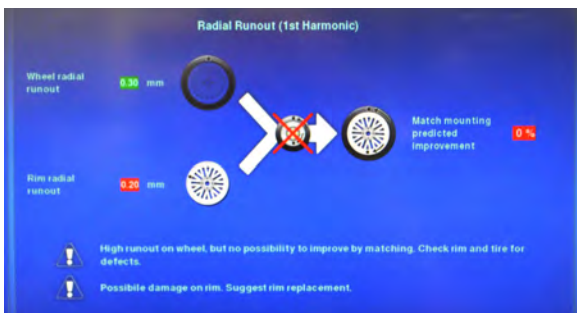 Radial Runout (1st Harmonic)
Wheel radial
runout
0.30 mm
Match mounting
predicted
improvement
0 %
Rim radial
runout
0.20 mm
High runout on wheel, but no possibility to improve by matching. Check rim and tire for
defects.
Possibile damage on rim. Suggest rim replacement.